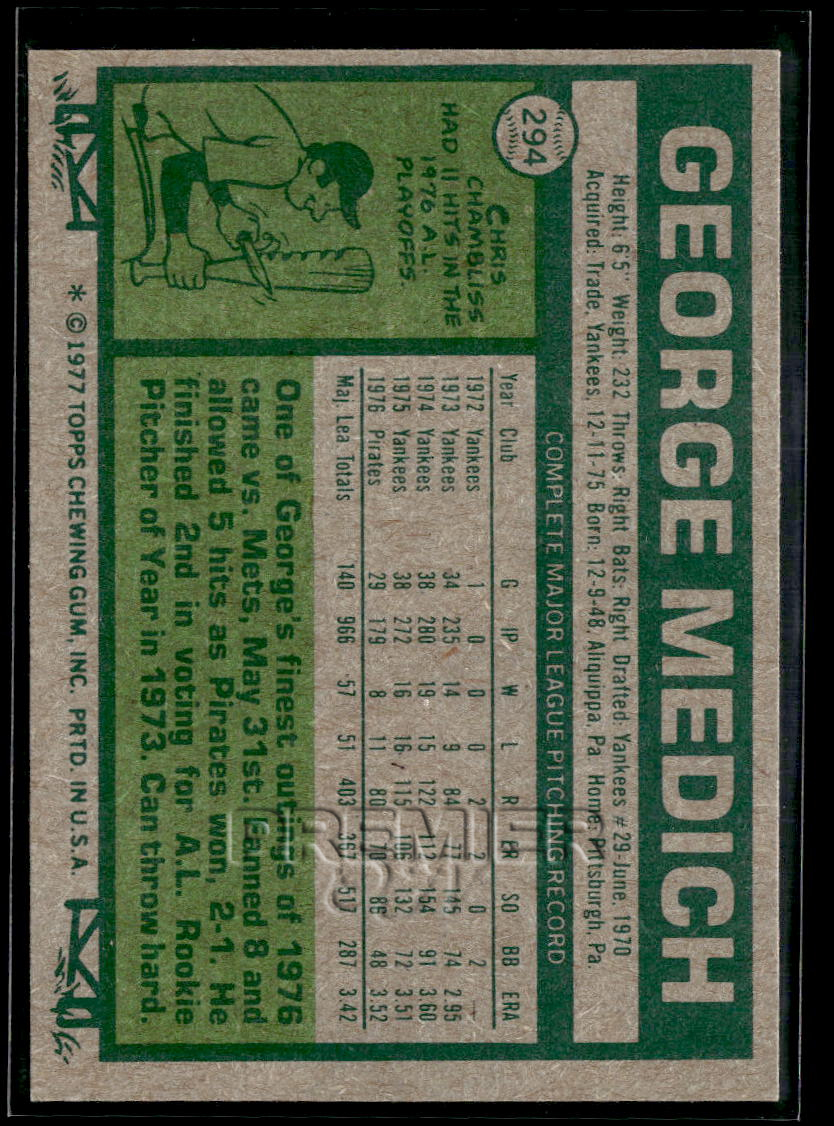 GEORGE MEDICH
Height: 6'5" Weight: 232 Throws: Right Bats: Right Drafted: Yankees #29-June, 1970
Acquired: Trade, Yankees, 12-11-75 Born: 12-9-48, Aliquippa, Pa Home: Pittsburgh, Pa.
294
COMPLETE MAJOR LEAGUE PITCHING RECORD
Year Club G IP W L R ER SO BB ERA
1972 Yankees 1 0 0 0 2 2 0 2 —
1973 Yankees 34 235 14 9 84 77 145 74 2.95
1974 Yankees 38 280 19 15 122 112 154 91 3.60
1975 Yankees 38 272 16 16 115 106 132 72 3.51
1976 Pirates 29 179 8 11 80 70 86 48 3.52
Maj. Lea Totals 140 966 57 51 403 367 517 287 3.42
CHRIS
CHAMBLISS
HAD 11 HITS IN THE
1976 A.L.
PLAYOFFS.
One of George's finest outings of 1976
came vs. Mets, May 31st. Fanned 8 and
allowed 5 hits as Pirates won, 2-1. He
finished 2nd in voting for A.L. Rookie
Pitcher of Year in 1973. Can throw hard.
* © 1977 TOPPS CHEWING GUM, INC. PRTD. IN U.S.A.
PREMIER